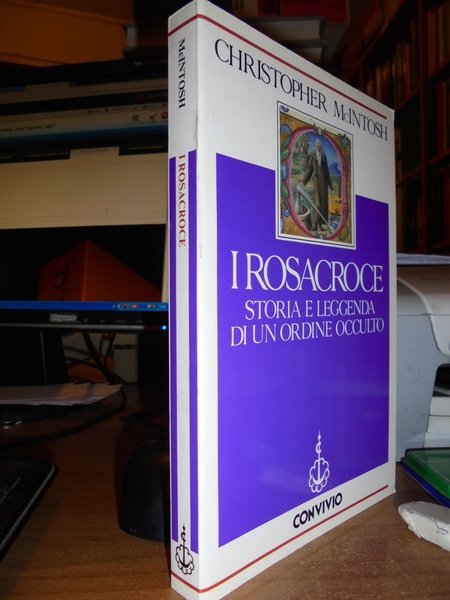 CHRISTOPHER McINTOSH
I ROSACROCE
STORIA E LEGGENDA
DI UN ORDINE OCCULTO
CONVIVIO
McINTOSH
I ROSACROCE